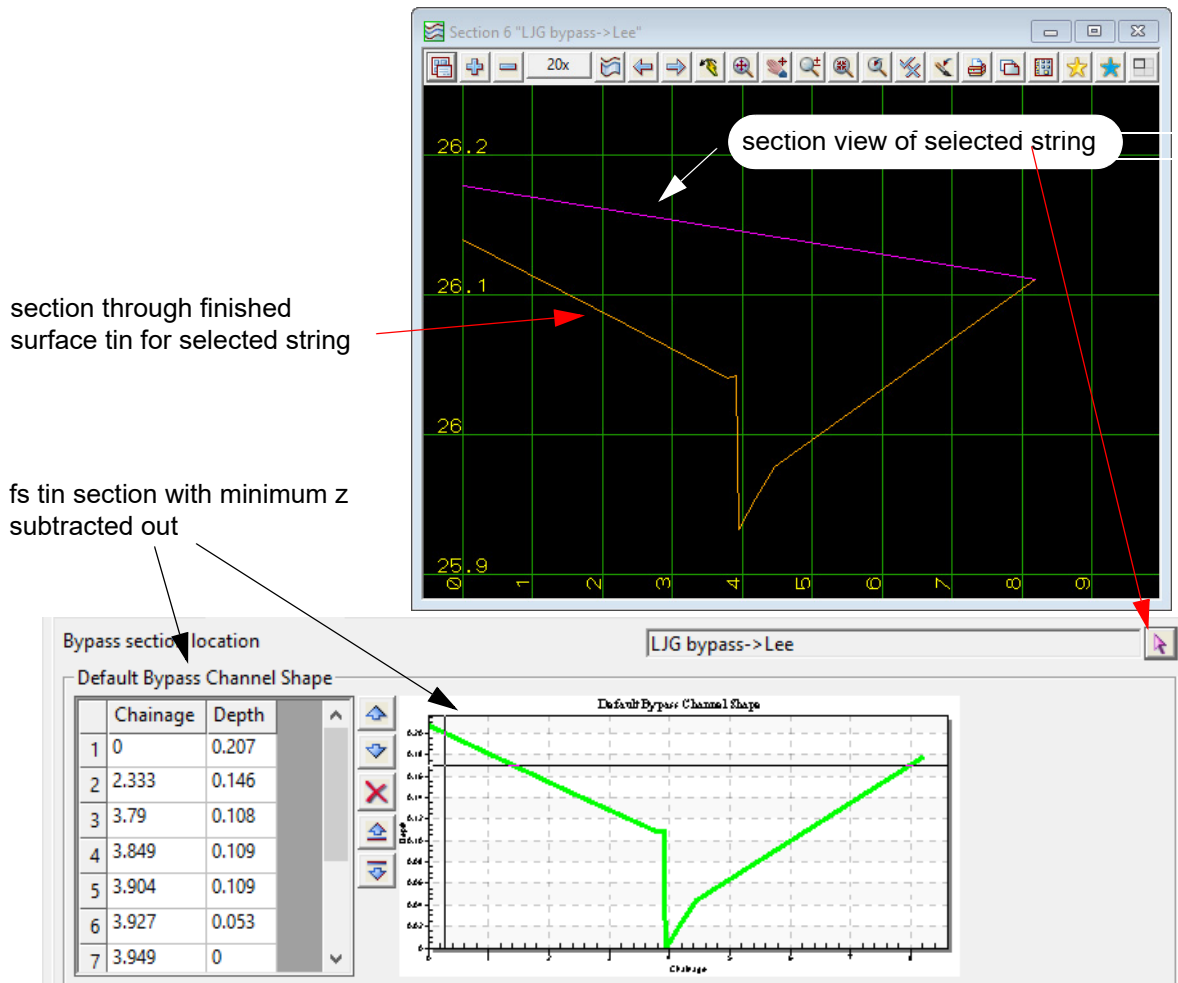 Section 6 "LJG bypass->Lee"
20x
section view of selected string
26.2
26.1
26
25.9
0 1 2 3 4 5 6 7 8 9
section through finished
surface tin for selected string
fs tin section with minimum z
subtracted out
Bypass section location
LJG bypass->Lee
Default Bypass Channel Shape
Chainage Depth
1 0 0.207
2 2.333 0.146
3 3.79 0.108
4 3.849 0.109
5 3.904 0.109
6 3.927 0.053
7 3.949 0
Default Bypass Channel Shape
Depth
Chainage